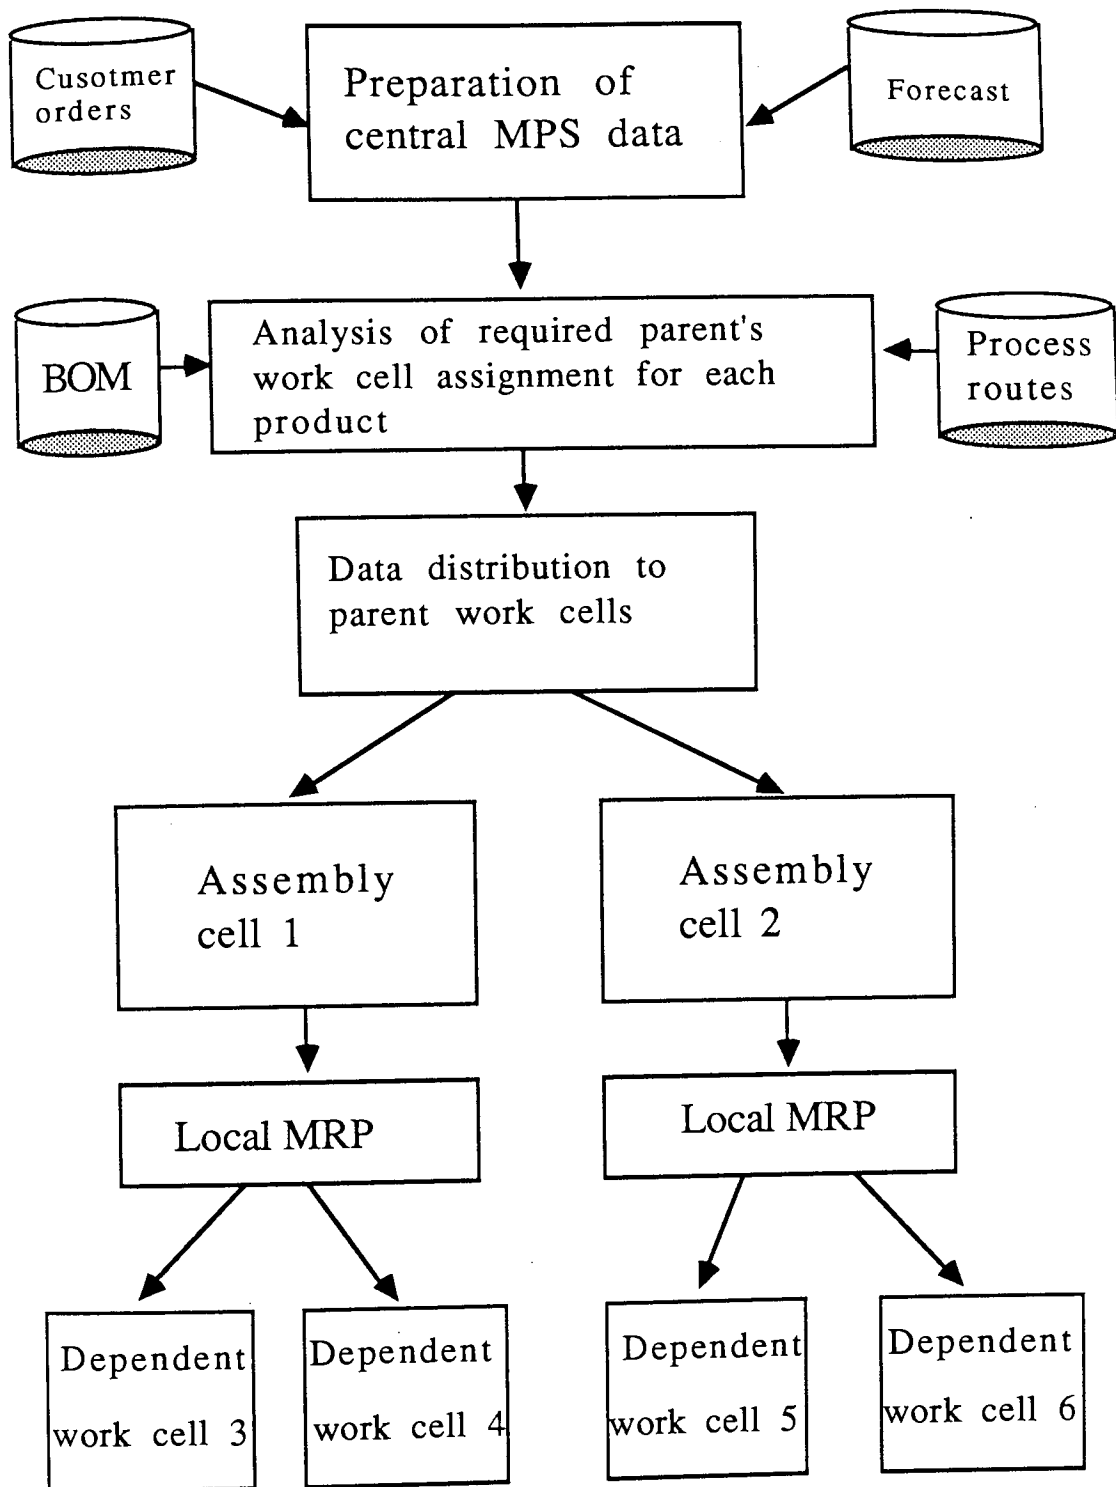 Cusotmer
orders
Preparation of
central MPS data
Forecast
BOM
Analysis of required parent's
work cell assignment for each
product
Process
routes
Data distribution to
parent work cells
Assembly
cell 1
Assembly
cell 2
Local MRP
Local MRP
Dependent
work cell 3
Dependent
work cell 4
Dependent
work cell 5
Dependent
work cell 6